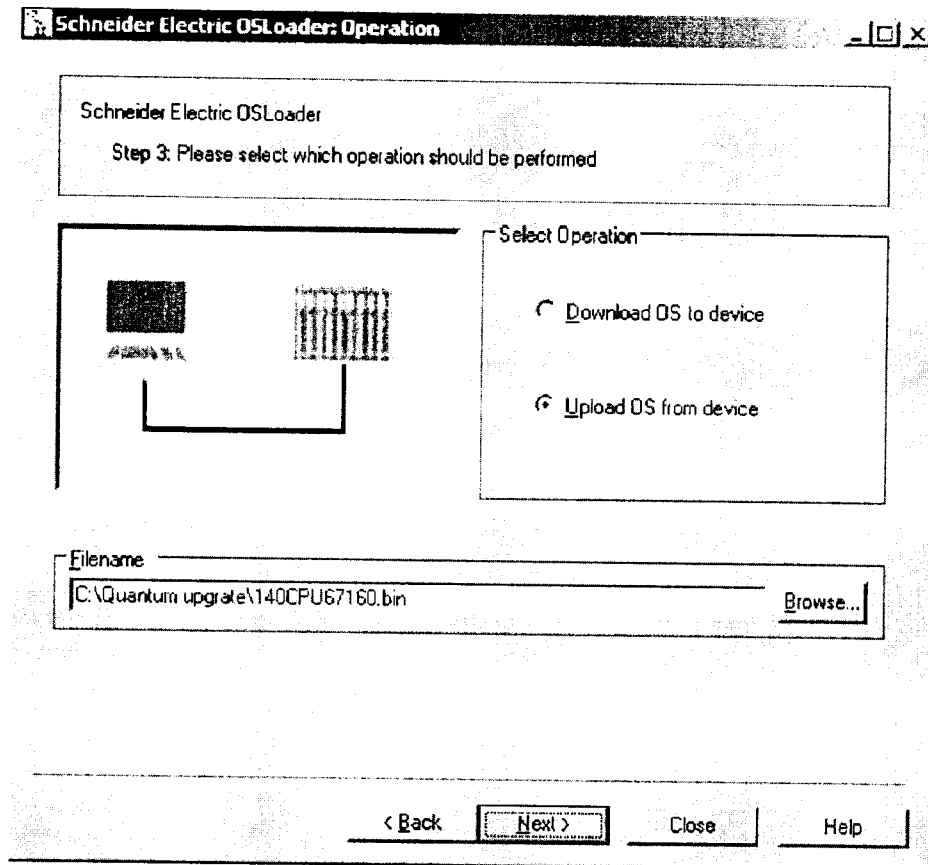 Schneider Electric OSLoader: Operation
Schneider Electric OSLoader
Step 3: Please select which operation should be performed
Select Operation
Download OS to device
Upload OS from device
Filename
C:\Quantum upgrate\140CPU67160.bin
Browse...
< Back
Next >
Close
Help